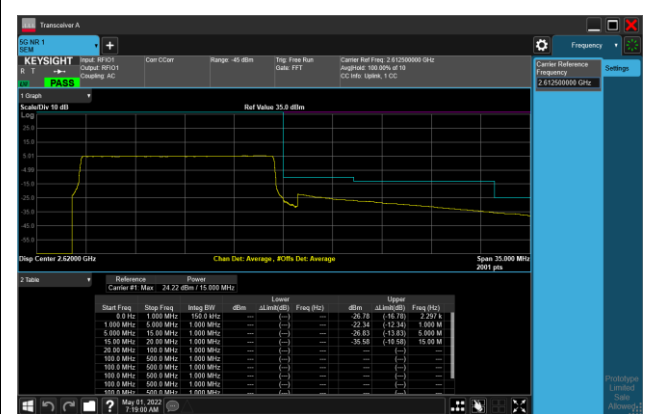 Transceiver A
5G NR 1
SEM
Frequency
KEYSIGHT
R T
PASS
Input: RFIO1
Output: RFIO1
Coupling: AC
Corr CCorr
Range: -45 dBm
Trig: Free Run
Gate: FFT
Carrier Ref Freq: 2.612500000 GHz
Avg|Hold: 100.00% of 10
CC Info: Uplink, 1 CC
Carrier Reference
Frequency
2.612500000 GHz
Settings
1 Graph
Scale/Div 10 dB
Ref Value 35.0 dBm
Log
25.0
15.0
5.01
-4.99
-15.0
-25.0
-35.0
-45.0
-55.0
Disp Center 2.62000 GHz
Chan Det: Average , #Offs Det: Average
Span 35.000 MHz
2001 pts
2 Table
Reference Power
Carrier #1 Max 24.22 dBm / 15.000 MHz
Lower Upper
Start Freq Stop Freq Integ BW dBm ΔLimit(dB) Freq (Hz) dBm ΔLimit(dB) Freq (Hz)
0.0 Hz 1.000 MHz 150.0 kHz --- (---) --- -26.78 (-16.78) 2.297 k
1.000 MHz 5.000 MHz 1.000 MHz --- (---) --- -22.34 (-12.34) 1.000 M
5.000 MHz 15.00 MHz 1.000 MHz --- (---) --- -26.83 (-13.83) 5.000 M
15.00 MHz 20.00 MHz 1.000 MHz --- (---) --- -35.58 (-10.58) 15.00 M
20.00 MHz 100.0 MHz 1.000 MHz --- (---) --- --- (---) ---
100.0 MHz 500.0 MHz 1.000 MHz --- (---) --- --- (---) ---
100.0 MHz 500.0 MHz 1.000 MHz --- (---) --- --- (---) ---
100.0 MHz 500.0 MHz 1.000 MHz --- (---) --- --- (---) ---
100.0 MHz 500.0 MHz 1.000 MHz --- (---) --- --- (---) ---
100.0 MHz 500.0 MHz 1.000 MHz --- (---) --- --- (---) ---
Prototype
Limited
Sale
Allowed
?
May 01, 2022
7:19:00 AM